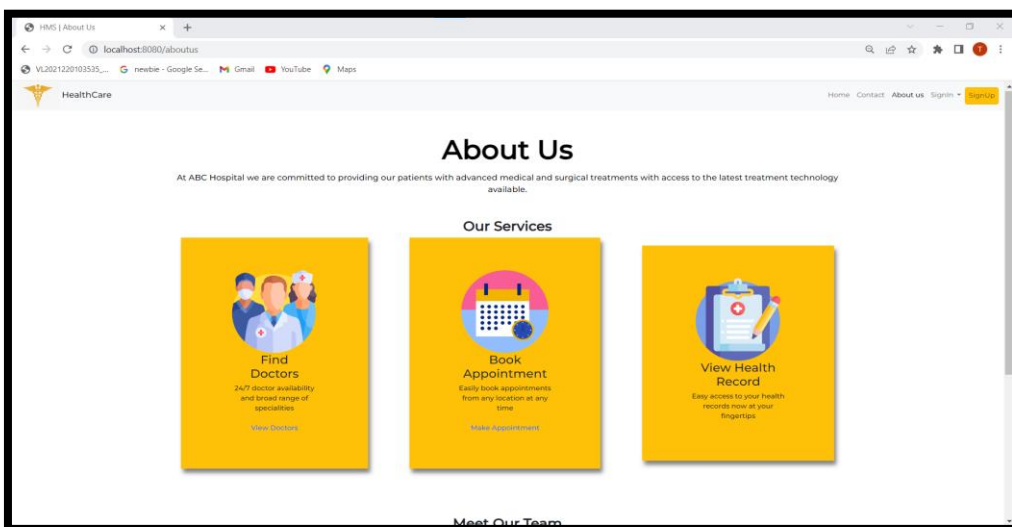 HMS | About Us
localhost:8080/aboutus
VL2021220103535_... newbie - Google Se... Gmail YouTube Maps
T
HealthCare Home Contact About us SignIn SignUp
About Us
At ABC Hospital we are committed to providing our patients with advanced medical and surgical treatments with access to the latest treatment technology
available.
Our Services
Find
Doctors
24/7 doctor availability
and broad range of
specialities
View Doctors
Book
Appointment
Easily book appointments
from any location at any
time
Make Appointment
View Health
Record
Easy access to your health
records now at your
fingertips
Meet Our Team